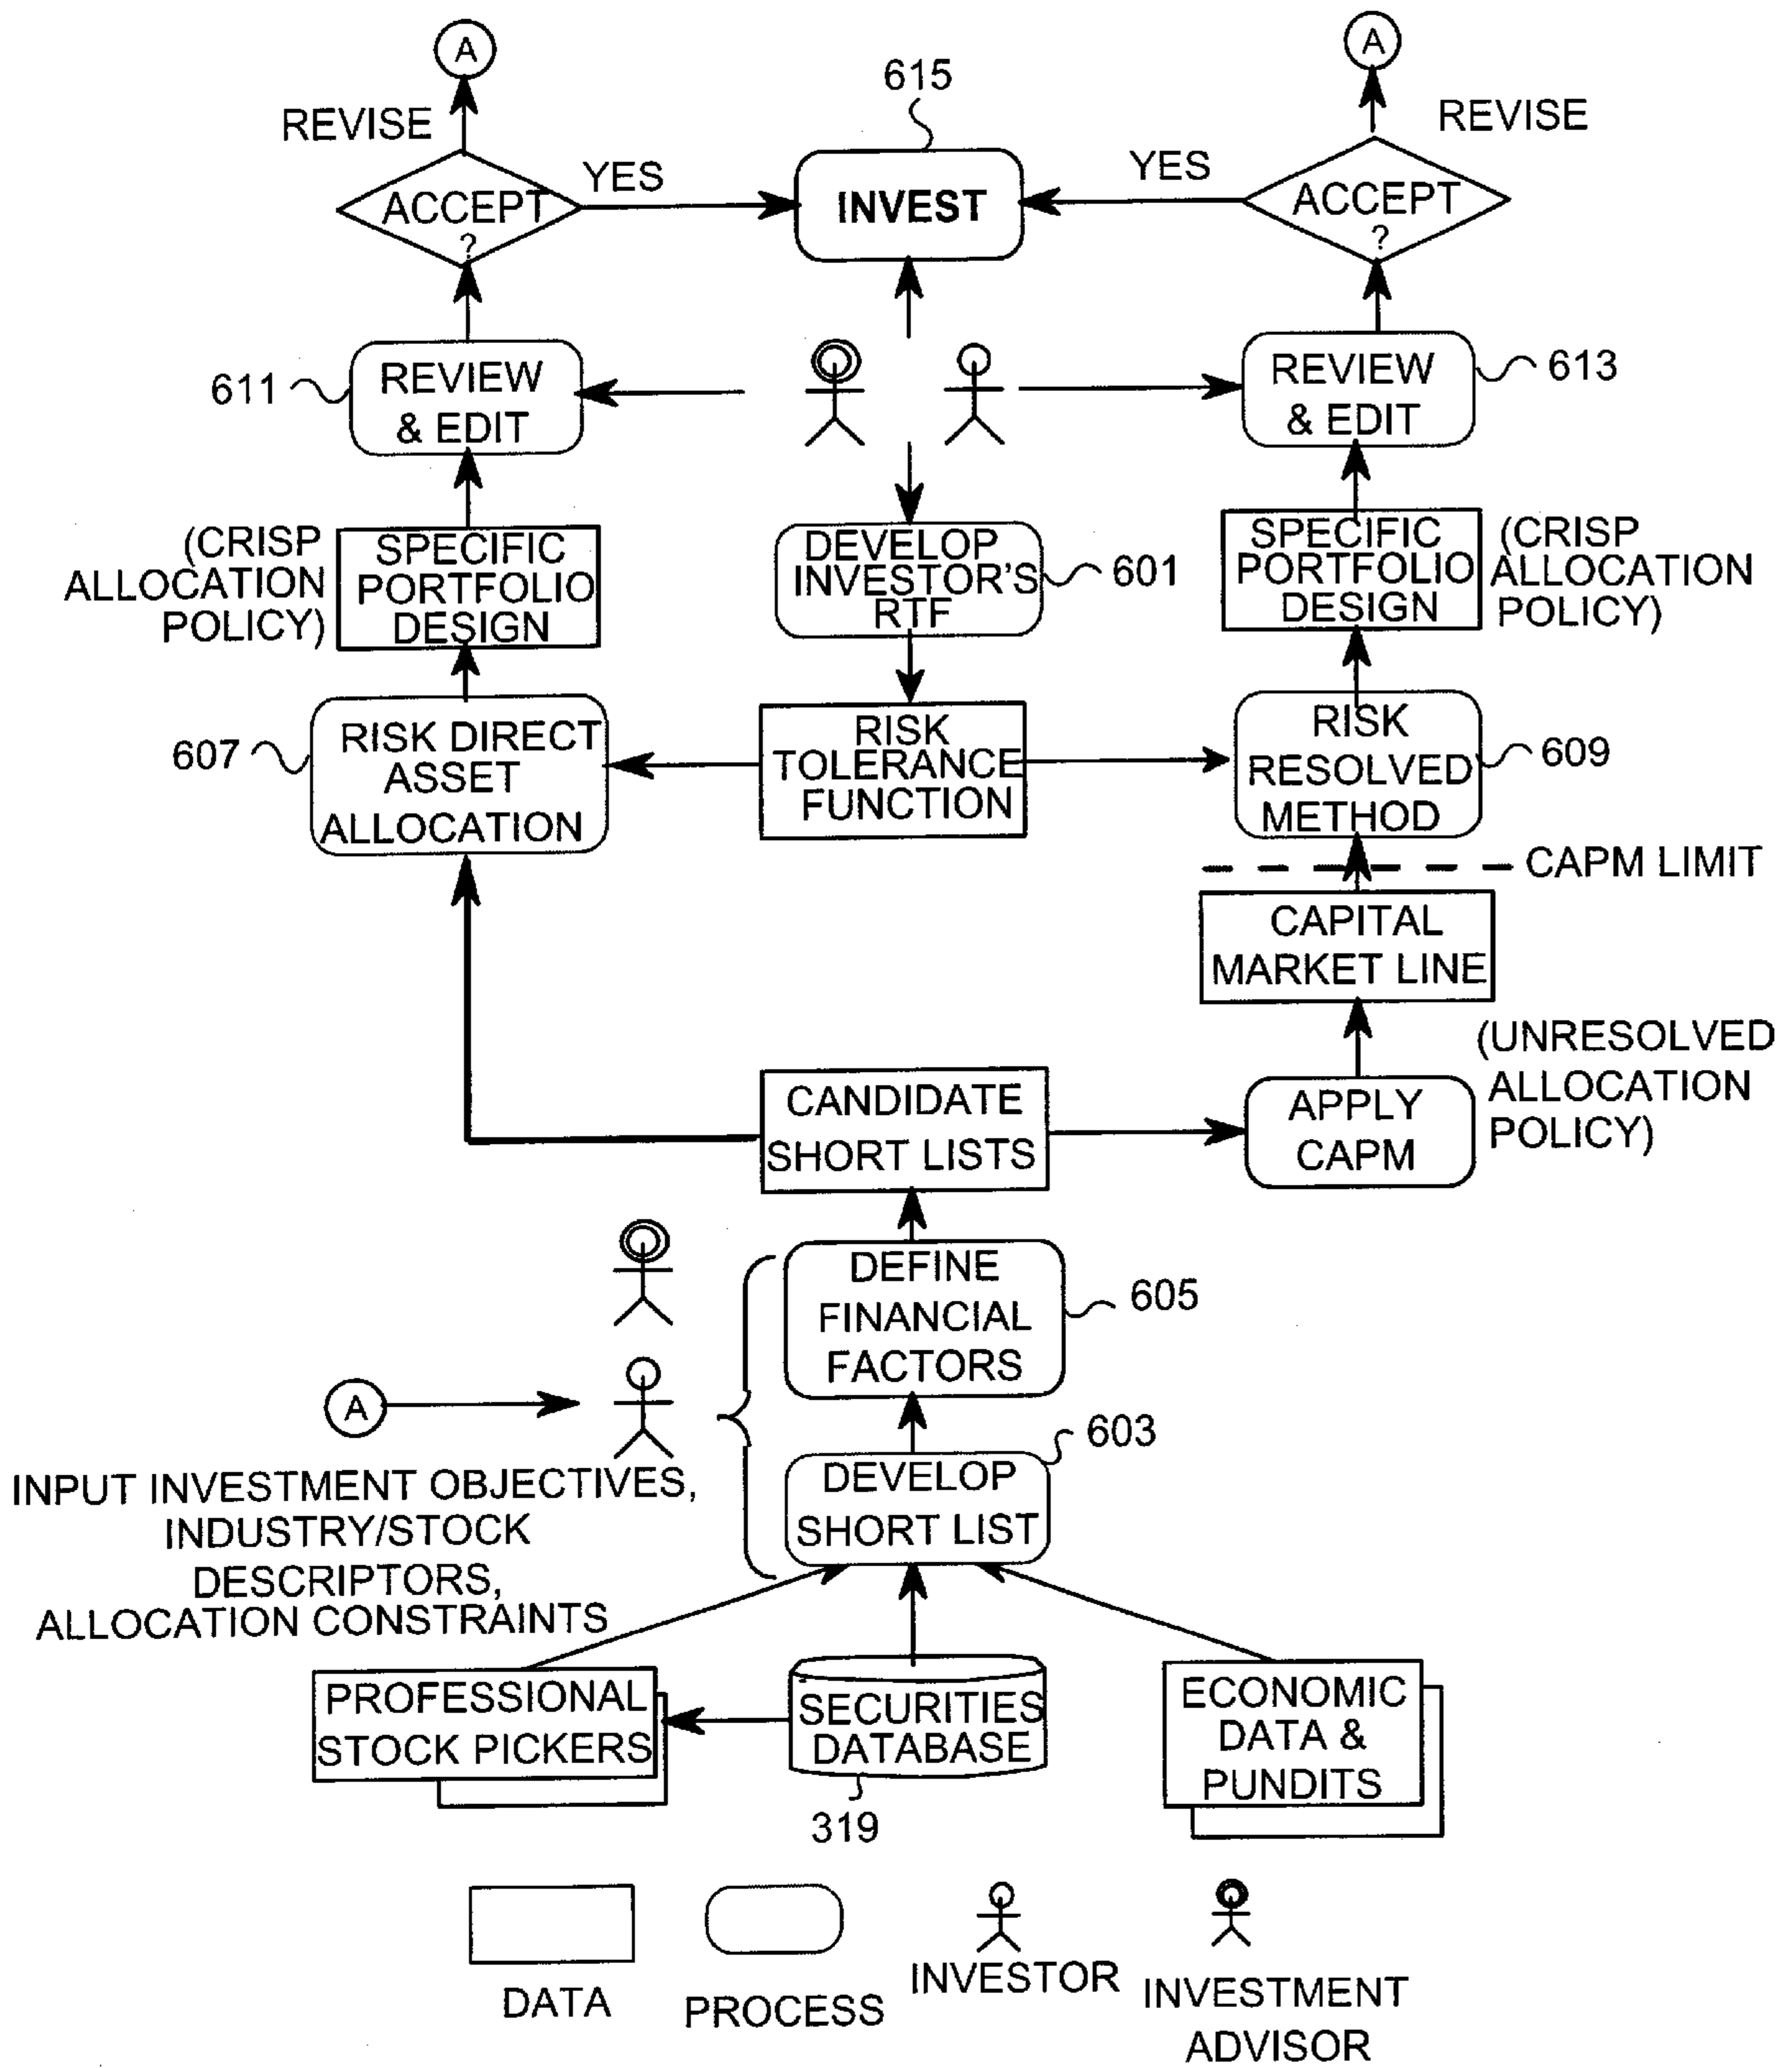 A
A
615
REVISE
REVISE
YES
YES
ACCEPT
?
INVEST
ACCEPT
?
611
REVIEW
& EDIT
REVIEW
& EDIT
613
(CRISP
ALLOCATION
POLICY)
SPECIFIC
PORTFOLIO
DESIGN
DEVELOP
INVESTOR'S
RTF
601
SPECIFIC
PORTFOLIO
DESIGN
(CRISP
ALLOCATION
POLICY)
607
RISK DIRECT
ASSET
ALLOCATION
RISK
TOLERANCE
FUNCTION
RISK
RESOLVED
METHOD
609
CAPM LIMIT
CAPITAL
MARKET LINE
(UNRESOLVED
ALLOCATION
POLICY)
CANDIDATE
SHORT LISTS
APPLY
CAPM
DEFINE
FINANCIAL
FACTORS
605
A
603
INPUT INVESTMENT OBJECTIVES,
INDUSTRY/STOCK
DESCRIPTORS,
ALLOCATION CONSTRAINTS
DEVELOP
SHORT LIST
PROFESSIONAL
STOCK PICKERS
SECURITIES
DATABASE
319
ECONOMIC
DATA &
PUNDITS
DATA
PROCESS
INVESTOR
INVESTMENT
ADVISOR